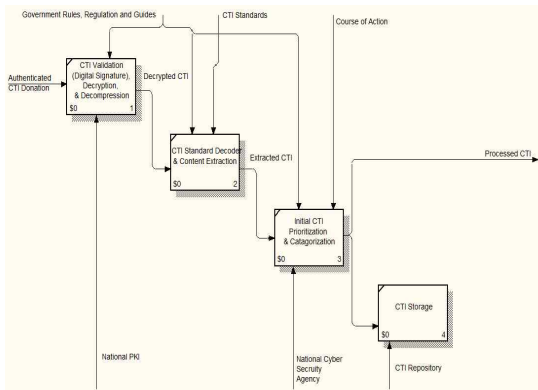 Government Rules, Regulation and Guides
CTI Standards
Course of Action
CTI Validation
(Digital Signature),
Decryption,
& Decompression
$0 1
Authenticated
CTI Donation
Decrypted CTI
CTI Standard Decoder
& Content Extraction
$0 2
Extracted CTI
Processed CTI
Initial CTI
Prioritization
& Catagorization
$0 3
CTI Storage
$0 4
National PKI
National Cyber
Secruity
Agency
CTI Repository